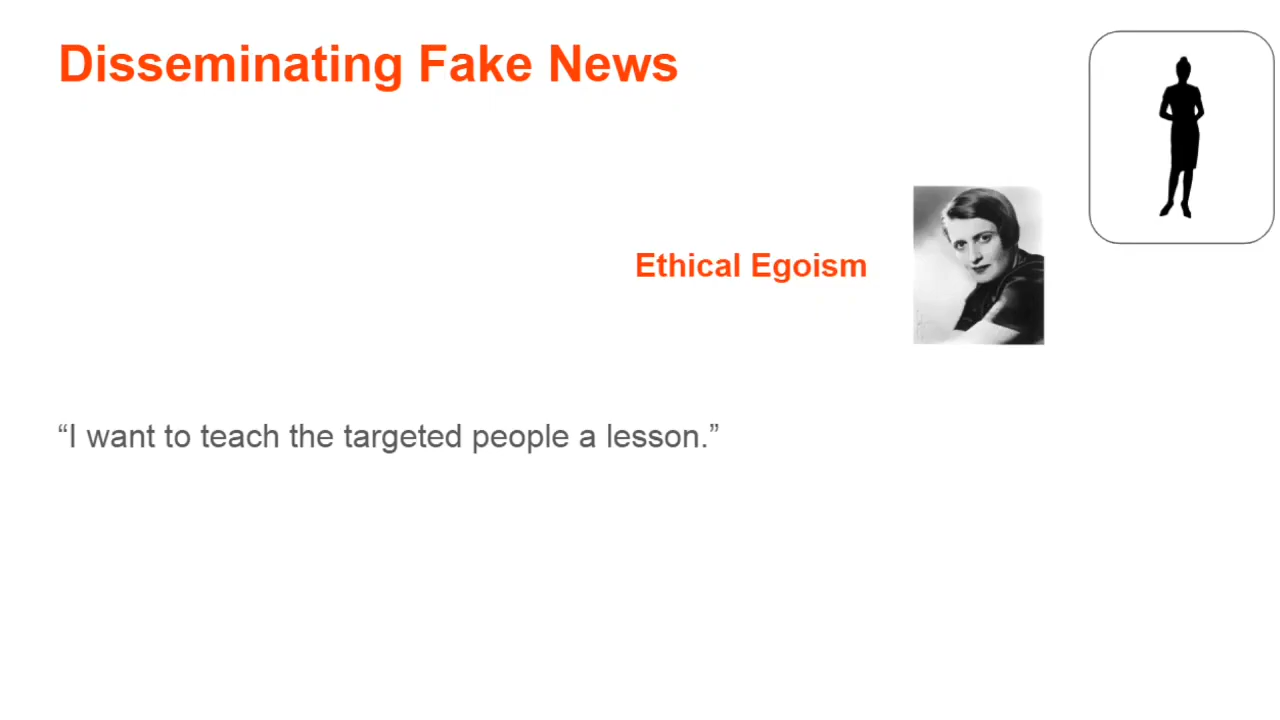 Disseminating Fake News
Ethical Egoism
“I want to teach the targeted people a lesson.”